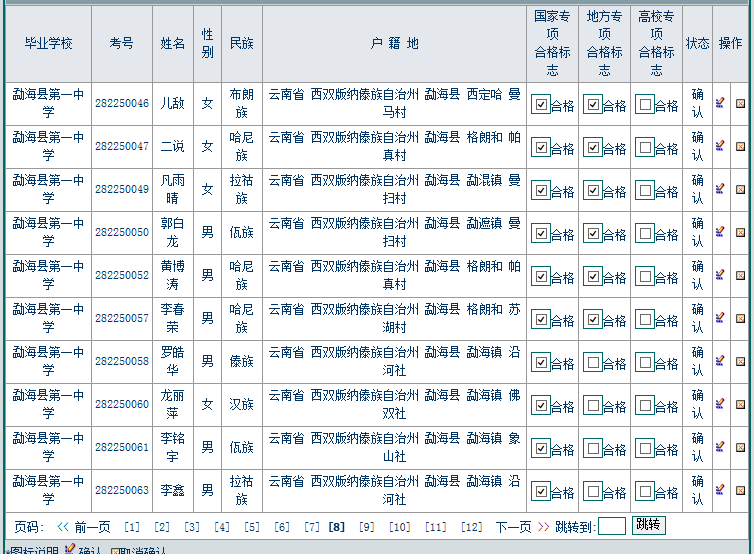 毕业学校 考号 姓名 性别 民族 户 籍 地 国家专项合格标志 地方专项合格标志 高校专项合格标志 状态 操作
勐海县第一中学 282250046 儿敌 女 布朗族 云南省 西双版纳傣族自治州 勐海县 西定哈 曼马村 合格 合格 合格 确认
勐海县第一中学 282250047 二说 女 哈尼族 云南省 西双版纳傣族自治州 勐海县 格朗和 帕真村 合格 合格 合格 确认
勐海县第一中学 282250049 凡雨晴 女 拉祜族 云南省 西双版纳傣族自治州 勐海县 勐混镇 曼扫村 合格 合格 合格 确认
勐海县第一中学 282250050 郭白龙 男 佤族 云南省 西双版纳傣族自治州 勐海县 勐遮镇 曼扫村 合格 合格 合格 确认
勐海县第一中学 282250052 黄博涛 男 哈尼族 云南省 西双版纳傣族自治州 勐海县 格朗和 帕真村 合格 合格 合格 确认
勐海县第一中学 282250057 李春荣 男 哈尼族 云南省 西双版纳傣族自治州 勐海县 格朗和 苏湖村 合格 合格 合格 确认
勐海县第一中学 282250058 罗皓华 男 傣族 云南省 西双版纳傣族自治州 勐海县 勐海镇 沿河社 合格 合格 合格 确认
勐海县第一中学 282250060 龙丽萍 女 汉族 云南省 西双版纳傣族自治州 勐海县 勐海镇 佛双社 合格 合格 合格 确认
勐海县第一中学 282250061 李铭宇 男 佤族 云南省 西双版纳傣族自治州 勐海县 勐海镇 象山社 合格 合格 合格 确认
勐海县第一中学 282250063 李鑫 男 拉祜族 云南省 西双版纳傣族自治州 勐海县 勐海镇 沿河社 合格 合格 合格 确认
页码: << 前一页 [1] [2] [3] [4] [5] [6] [7] [8] [9] [10] [11] [12] 下一页 >> 跳转到: 跳转
*图标说明 确认 取消确认